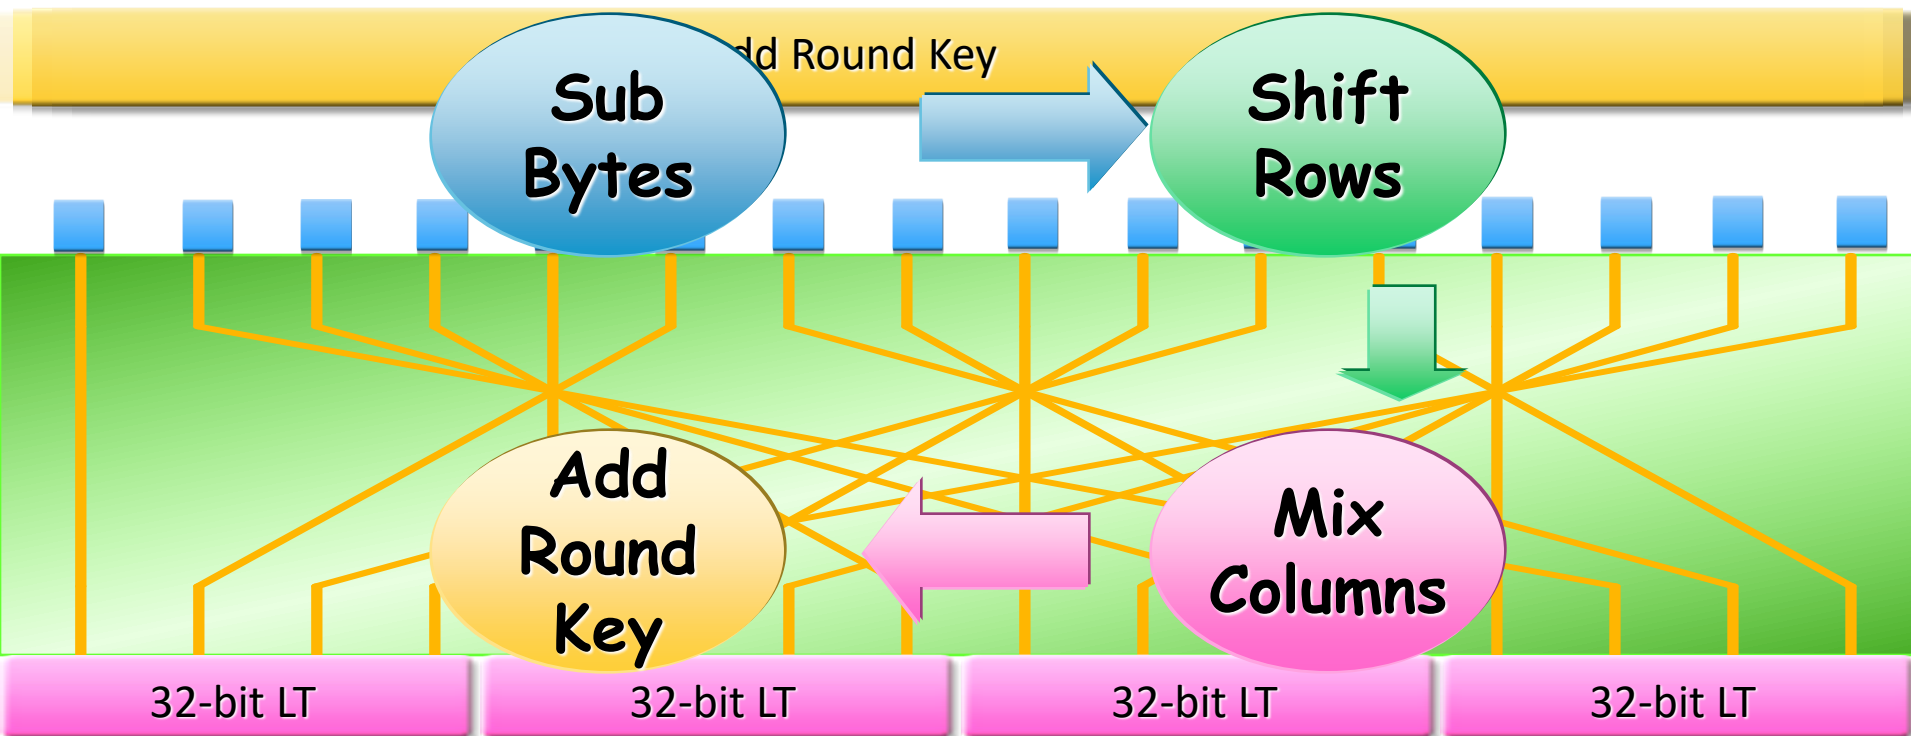 dd Round Key
Sub
Bytes
Shift
Rows
Add
Round
Key
Mix
Columns
32-bit LT
32-bit LT
32-bit LT
32-bit LT